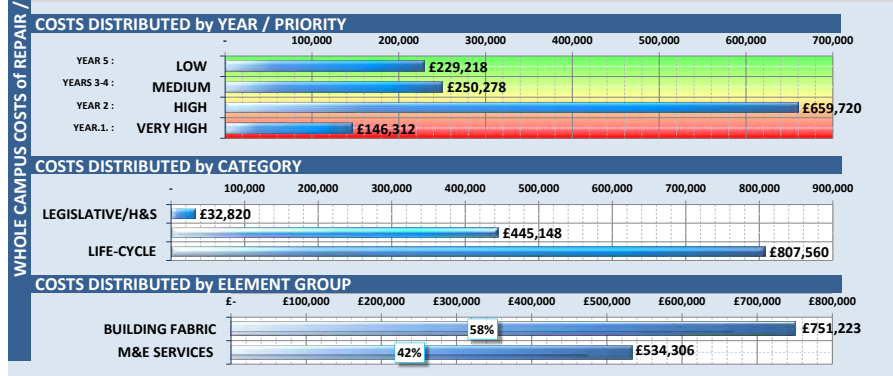 WHOLE CAMPUS COSTS of REPAIR /
COSTS DISTRIBUTED by YEAR / PRIORITY
- 100,000 200,000 300,000 400,000 500,000 600,000 700,000
YEAR 5 : LOW £229,218
YEARS 3-4 : MEDIUM £250,278
YEAR 2 : HIGH £659,720
YEAR.1. : VERY HIGH £146,312
COSTS DISTRIBUTED by CATEGORY
- 100,000 200,000 300,000 400,000 500,000 600,000 700,000 800,000 900,000
LEGISLATIVE/H&S £32,820
£445,148
LIFE-CYCLE £807,560
COSTS DISTRIBUTED by ELEMENT GROUP
£- £100,000 £200,000 £300,000 £400,000 £500,000 £600,000 £700,000 £800,000
BUILDING FABRIC 58% £751,223
M&E SERVICES 42% £534,306